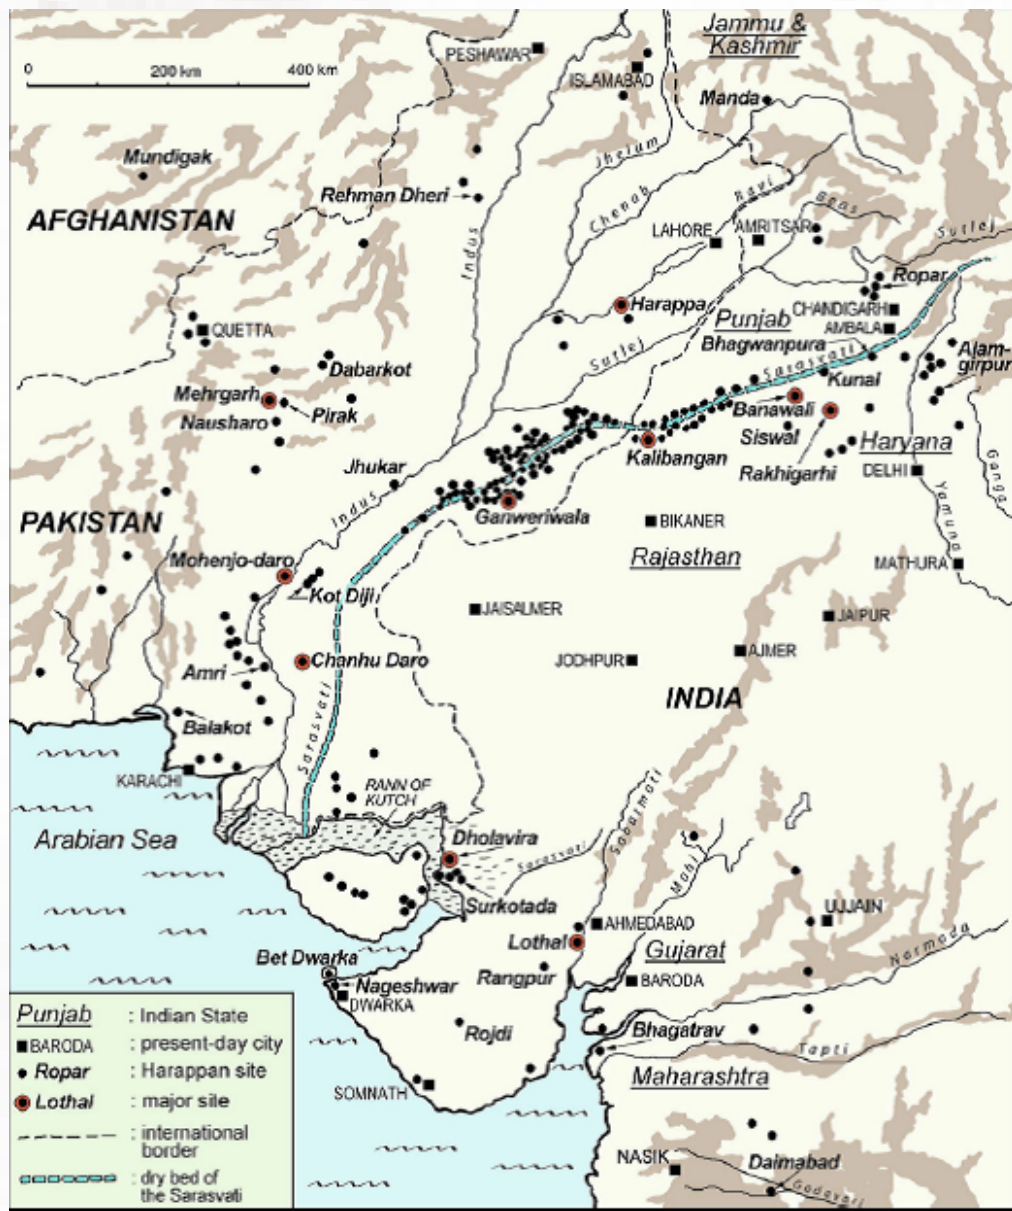 Jammu &
Kashmir
PESHAWAR
ISLAMABAD
0
200 km
400 km
Manda
Mundigak
Jhelum
Rehman Dheri
Chenab
Ravi
Beas
AFGHANISTAN
LAHORE
AMRITSAR
Sutlej
Indus
Ropar
Harappa
CHANDIGARH
Punjab
AMBALA
QUETTA
Bhagwanpura
Sutlej
Sarasvati
Alam-
girpur
Dabarkot
Kunal
Mehrgarh
Pirak
Banawali
Nausharo
Siswal
Haryana
Kalibangan
Rakhigarhi
Jhukar
DELHI
Ganga
Indus
Yamuna
Ganweriwala
PAKISTAN
BIKANER
Mohenjo-daro
Rajasthan
MATHURA
Kot Diji
JAISALMER
JAIPUR
Chanhu Daro
JODHPUR
AJMER
Amri
INDIA
Balakot
Sarasvati
KARACHI
RANN OF
KUTCH
Sabarmati
Arabian Sea
Dholavira
Sarasvati
Mahi
Surkotada
UJJAIN
AHMEDABAD
Lothal
Gujarat
Narmada
Bet Dwarka
Rangpur
Nageshwar
BARODA
DWARKA
Rojdi
Bhagatrav
Tapti
Maharashtra
SOMNATH
NASIK
Daimabad
Godavari
Punjab : Indian State
BARODA : present-day city
Ropar : Harappan site
Lothal : major site
: international
border
: dry bed of
the Sarasvati